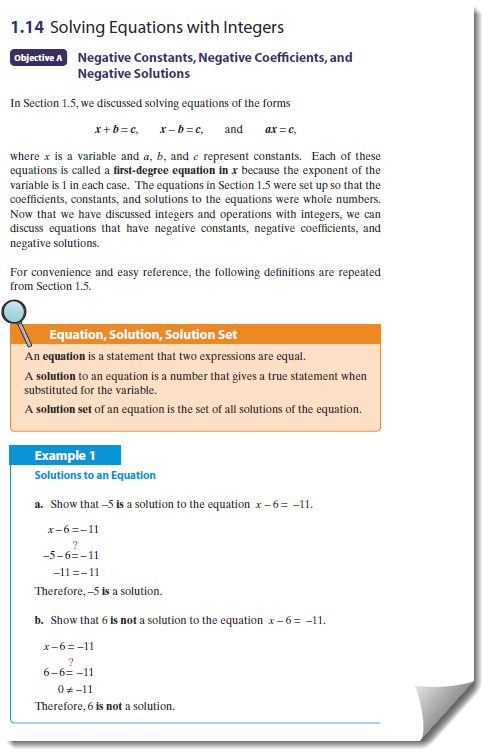 1.14 Solving Equations with Integers
Objective A Negative Constants, Negative Coefficients, and
Negative Solutions
In Section 1.5, we discussed solving equations of the forms
x + b = c, x – b = c, and ax = c,
where x is a variable and a, b, and c represent constants. Each of these
equations is called a first-degree equation in x because the exponent of the
variable is 1 in each case. The equations in Section 1.5 were set up so that the
coefficients, constants, and solutions to the equations were whole numbers.
Now that we have discussed integers and operations with integers, we can
discuss equations that have negative constants, negative coefficients, and
negative solutions.
For convenience and easy reference, the following definitions are repeated
from Section 1.5.
Equation, Solution, Solution Set
An equation is a statement that two expressions are equal.
A solution to an equation is a number that gives a true statement when
substituted for the variable.
A solution set of an equation is the set of all solutions of the equation.
Example 1
Solutions to an Equation
a. Show that –5 is a solution to the equation x – 6 = –11.
x – 6 = –11
?
–5 – 6 = –11
–11 = –11
Therefore, –5 is a solution.
b. Show that 6 is not a solution to the equation x – 6 = –11.
x – 6 = –11
?
6 – 6 = –11
0 ≠ –11
Therefore, 6 is not a solution.